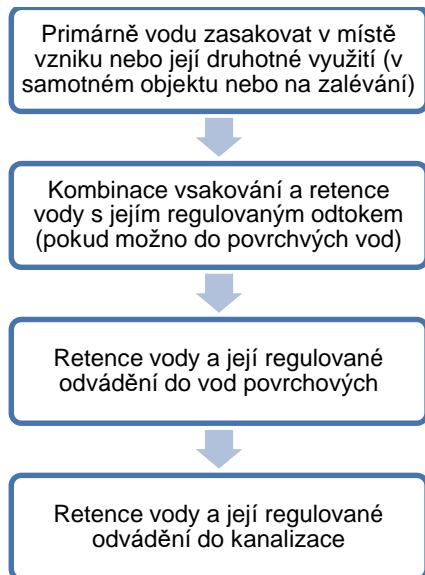 Primárně vodu zasakovat v místě
vzniku nebo její druhotné využití (v
samotném objektu nebo na zalévání)
Kombinace vsakování a retence
vody s jejím regulovaným odtokem
(pokud možno do povrchvých vod)
Retence vody a její regulované
odvádění do vod povrchových
Retence vody a její regulované
odvádění do kanalizace